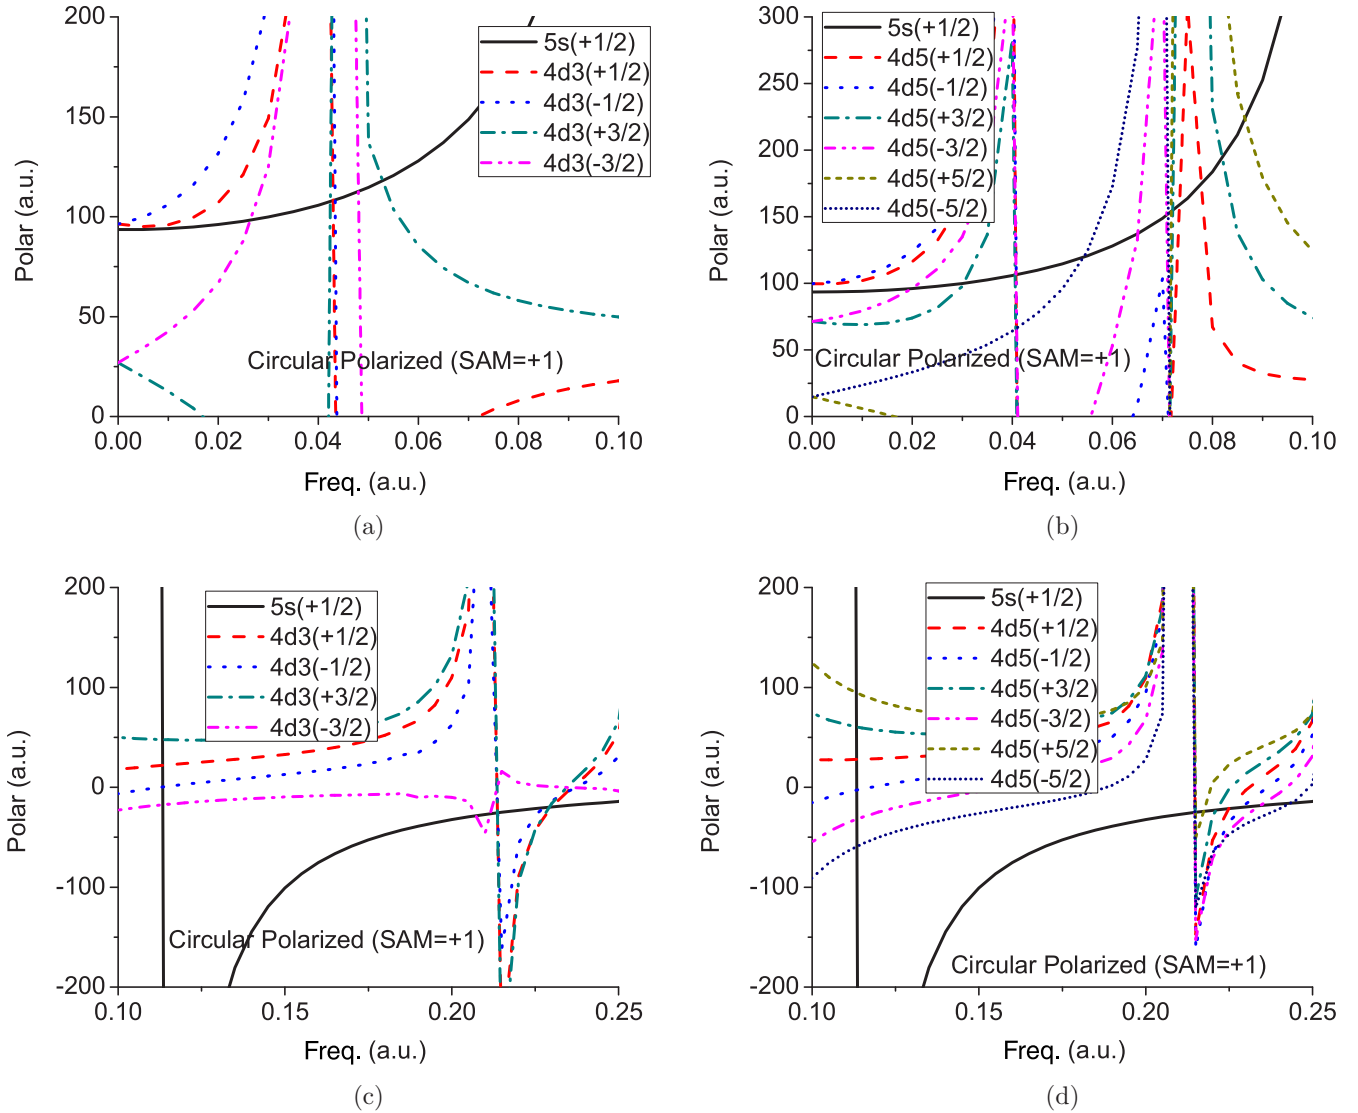 200
150
100
50
0
Polar (a.u.)
5s(+1/2)
4d3(+1/2)
4d3(-1/2)
4d3(+3/2)
4d3(-3/2)
Circular Polarized (SAM=+1)
0.00 0.02 0.04 0.06 0.08 0.10
Freq. (a.u.)
(a)
300
250
200
150
100
50
0
Polar (a.u.)
5s(+1/2)
4d5(+1/2)
4d5(-1/2)
4d5(+3/2)
4d5(-3/2)
4d5(+5/2)
4d5(-5/2)
Circular Polarized (SAM=+1)
0.00 0.02 0.04 0.06 0.08 0.10
Freq. (a.u.)
(b)
200
100
0
-100
-200
Polar (a.u.)
5s(+1/2)
4d3(+1/2)
4d3(-1/2)
4d3(+3/2)
4d3(-3/2)
Circular Polarized (SAM=+1)
0.10 0.15 0.20 0.25
Freq. (a.u.)
(c)
200
100
0
-100
-200
Polar (a.u.)
5s(+1/2)
4d5(+1/2)
4d5(-1/2)
4d5(+3/2)
4d5(-3/2)
4d5(+5/2)
4d5(-5/2)
Circular Polarized (SAM=+1)
0.10 0.15 0.20 0.25
Freq. (a.u.)
(d)